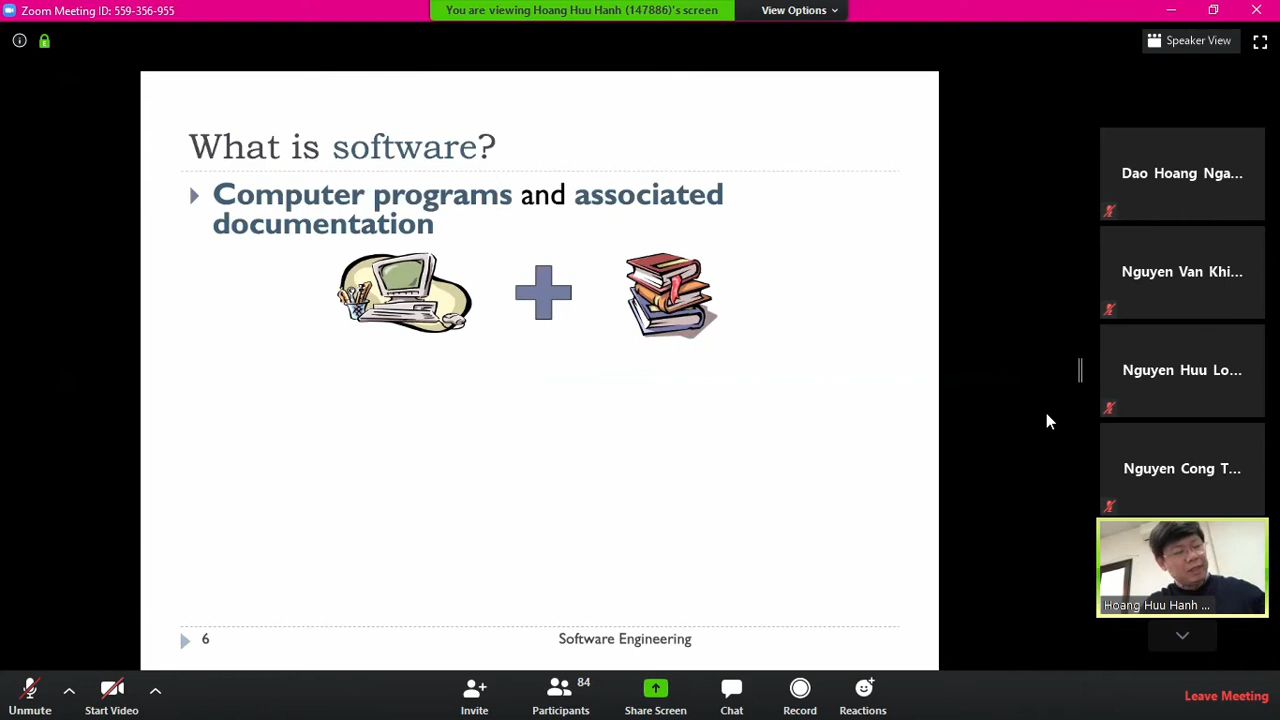 Zoom Meeting ID: 559-356-955
You are viewing Hoang Huu Hanh (147886)'s screen
View Options
Speaker View
What is software?
Computer programs and associated
documentation
6
Software Engineering
Dao Hoang Nga...
Nguyen Van Khi...
Nguyen Huu Lo...
Nguyen Cong T...
Hoang Huu Hanh ...
Unmute
Start Video
Invite
Participants
84
Share Screen
Chat
Record
Reactions
Leave Meeting